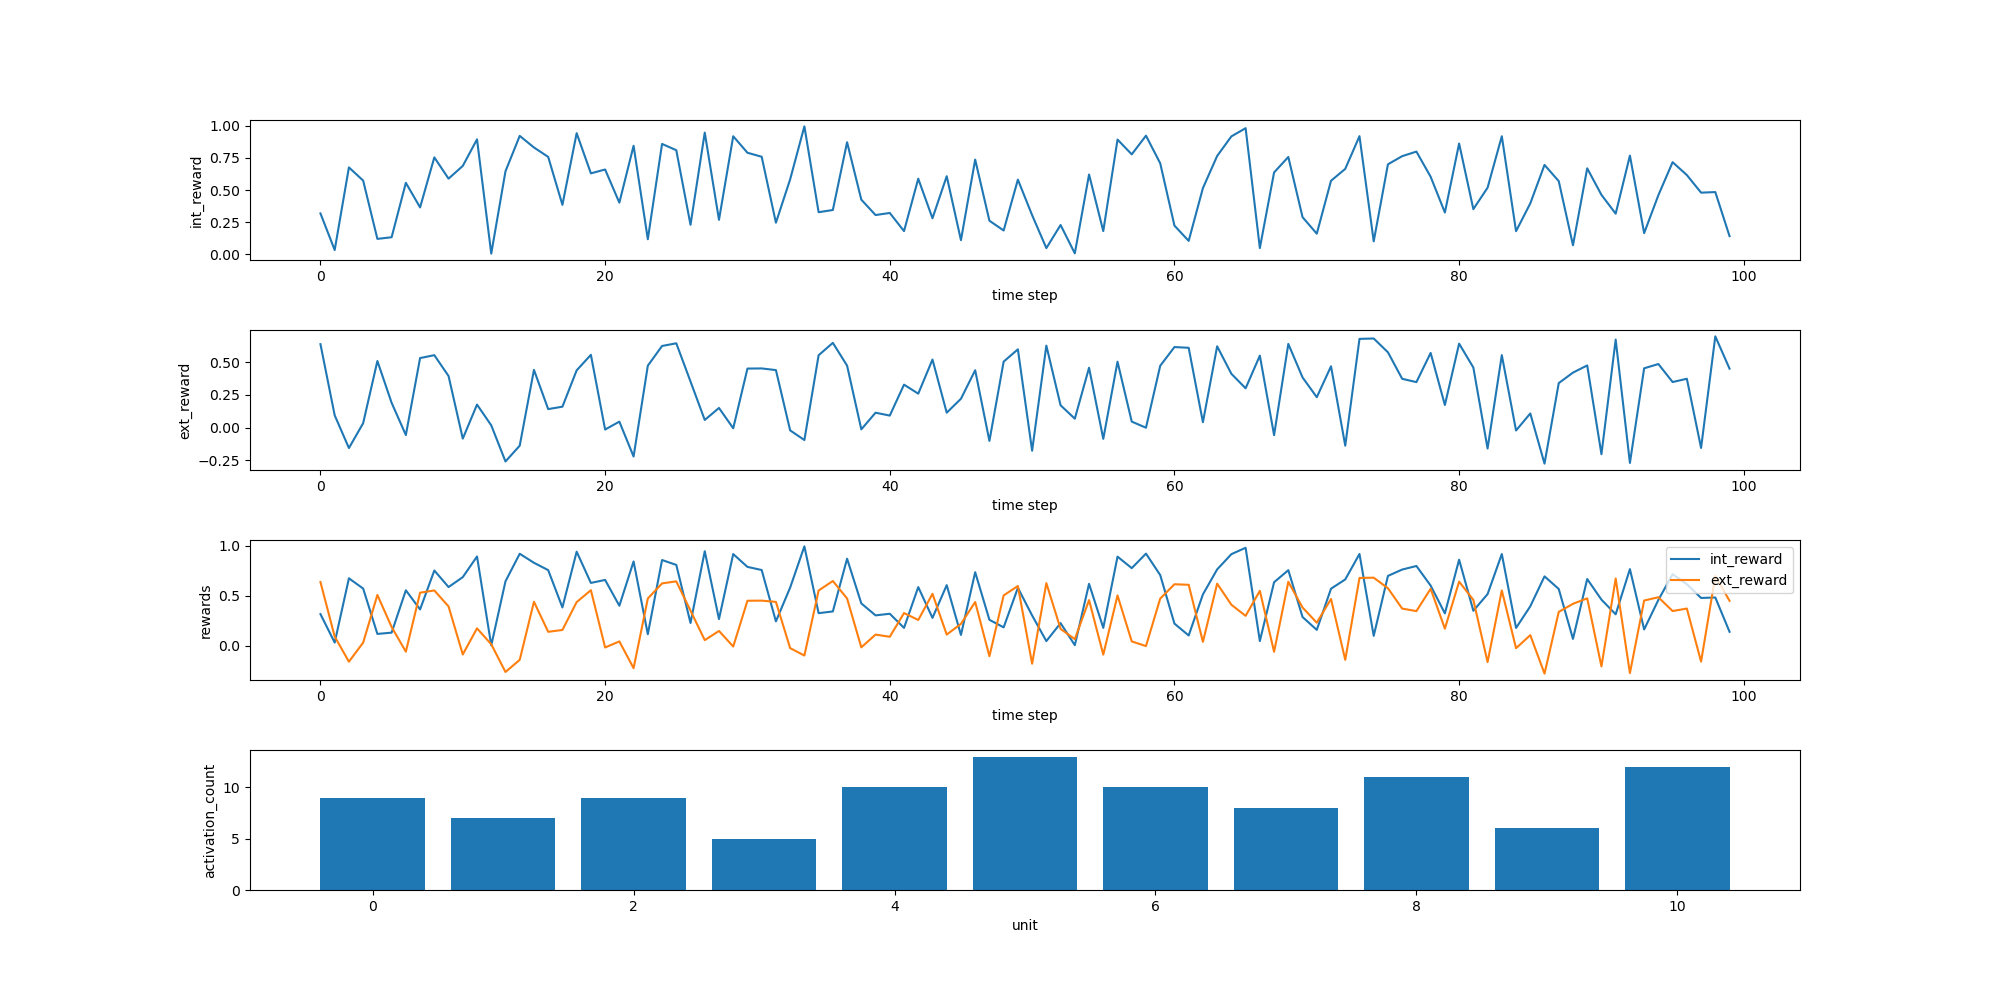 1.00
0.75
0.50
0.25
0.00
int_reward
0 20 40 60 80 100
time step
0.50
0.25
0.00
−0.25
ext_reward
0 20 40 60 80 100
time step
1.0
0.5
0.0
rewards
int_reward
ext_reward
0 20 40 60 80 100
time step
10
5
0
activation_count
0 2 4 6 8 10
unit